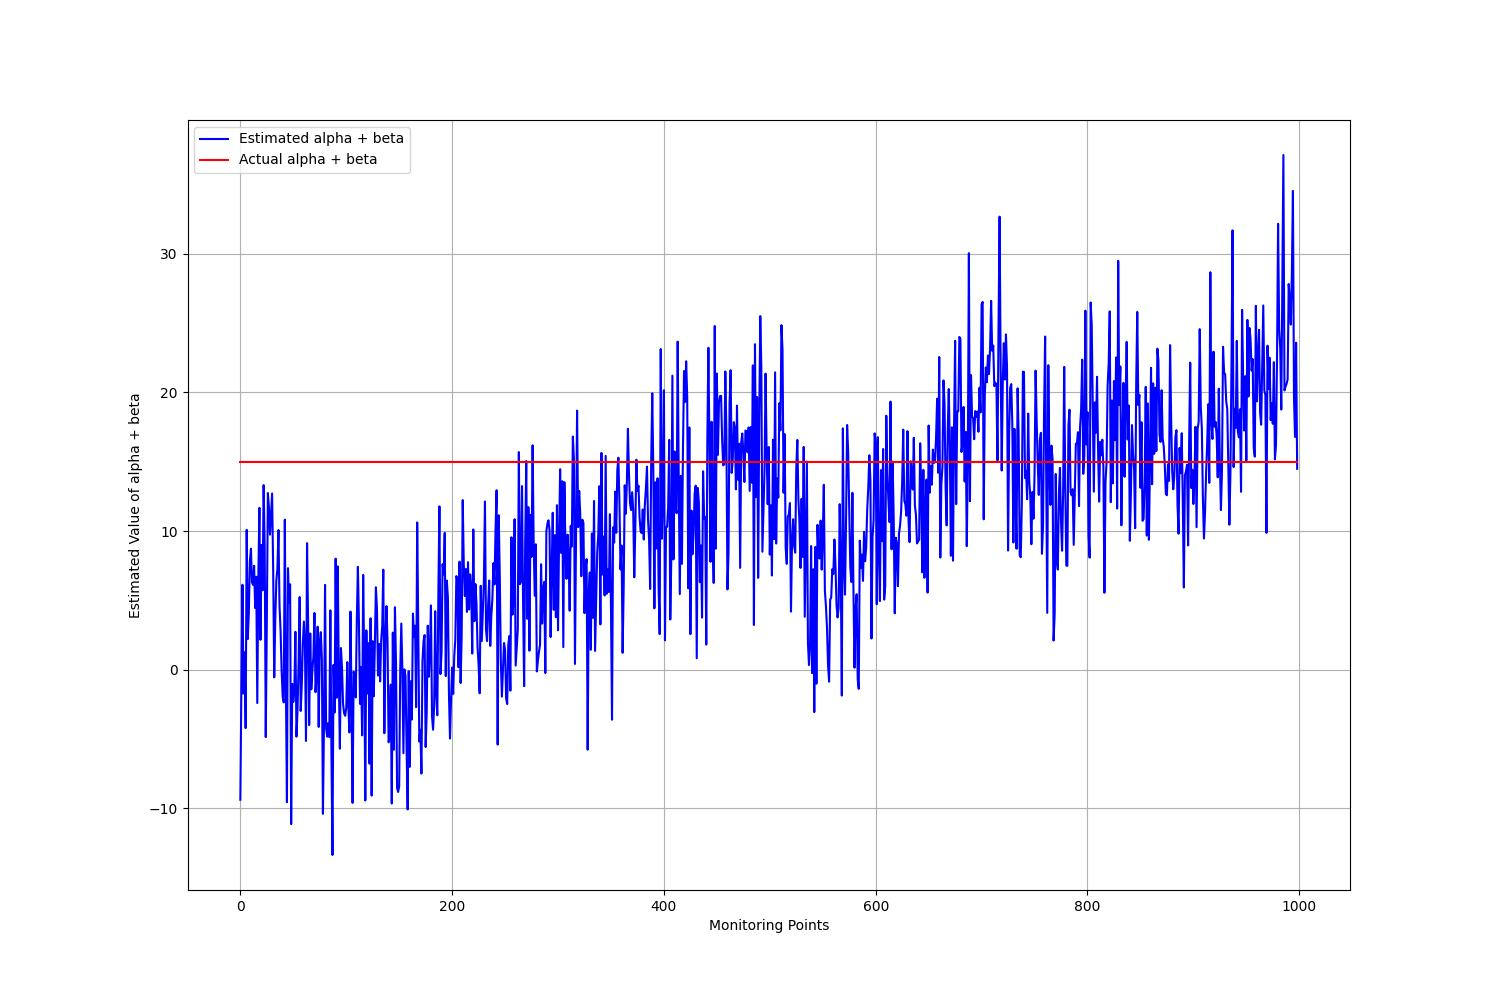 Estimated alpha + beta
Actual alpha + beta
Estimated Value of alpha + beta
30
20
10
0
−10
0 200 400 600 800 1000
Monitoring Points